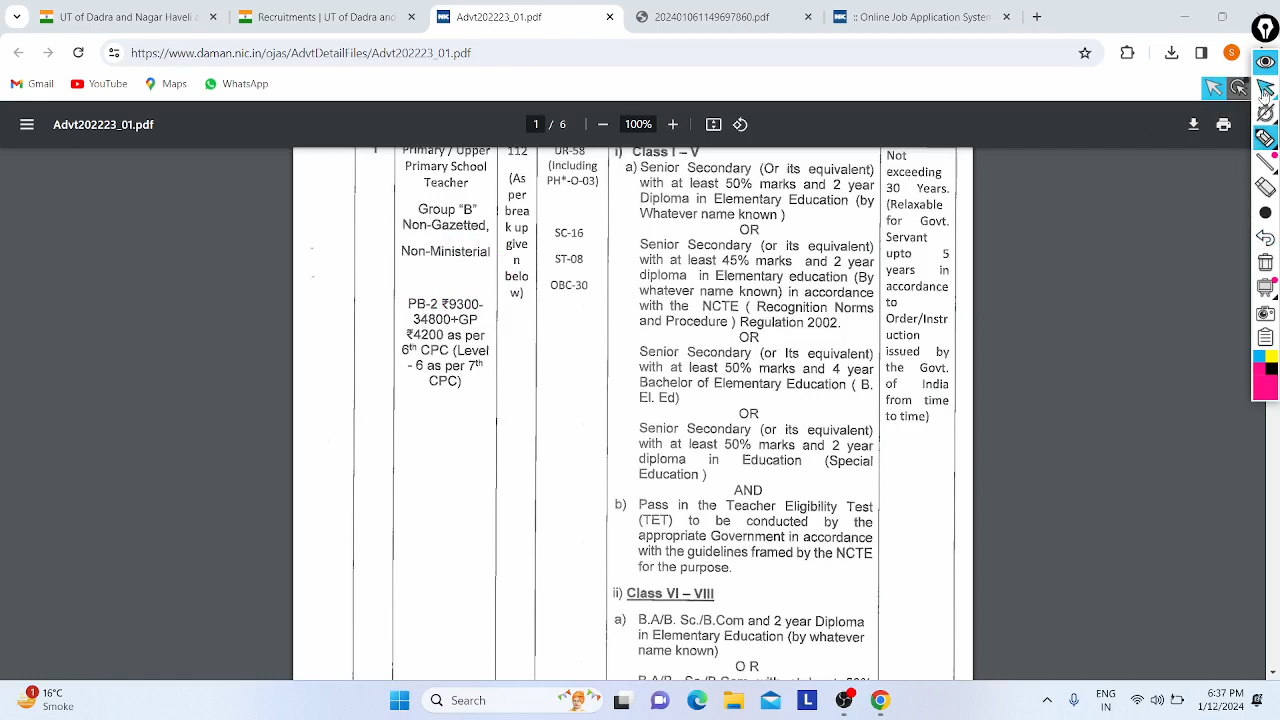 UT of Dadra and Nagar Haveli a
Recruitments | UT of Dadra and
Advt202223_01.pdf
:: Online Job Application System
https://www.daman.nic.in/ojas/AdvtDetailFiles/Advt202223_01.pdf
S
Gmail
YouTube
Maps
WhatsApp
Advt202223_01.pdf
1 / 6
100%
Primary / Upper
Primary School
Teacher
Group "B"
Non-Gazetted,
Non-Ministerial
PB-2 ₹9300-
34800+GP
₹4200 as per
6th CPC (Level
- 6 as per 7th
CPC)
112
(As
per
brea
k up
give
n
belo
w)
UR-58
(Including
PH*-O-03)
SC-16
ST-08
OBC-30
i) Class I – V
a) Senior Secondary (Or its equivalent)
with at least 50% marks and 2 year
Diploma in Elementary Education (by
Whatever name known )
OR
Senior Secondary (or its equivalent)
with at least 45% marks and 2 year
diploma in Elementary education (By
whatever name known) in accordance
with the NCTE ( Recognition Norms
and Procedure ) Regulation 2002.
OR
Senior Secondary (or Its equivalent)
with at least 50% marks and 4 year
Bachelor of Elementary Education ( B.
El. Ed)
OR
Senior Secondary (or its equivalent)
with at least 50% marks and 2 year
diploma in Education (Special
Education )
AND
b) Pass in the Teacher Eligibility Test
(TET) to be conducted by the
appropriate Government in accordance
with the guidelines framed by the NCTE
for the purpose.
ii) Class VI – VIII
a) B.A/B. Sc./B.Com and 2 year Diploma
in Elementary Education (by whatever
name known)
O R
Not
exceeding
30 Years.
(Relaxable
for Govt.
Servant
upto 5
years in
accordance
to
Order/Instr
uction
issued by
the Govt.
of India
from time
to time)
1
16°C
Smoke
Search
L
ENG
IN
6:37 PM
1/12/2024